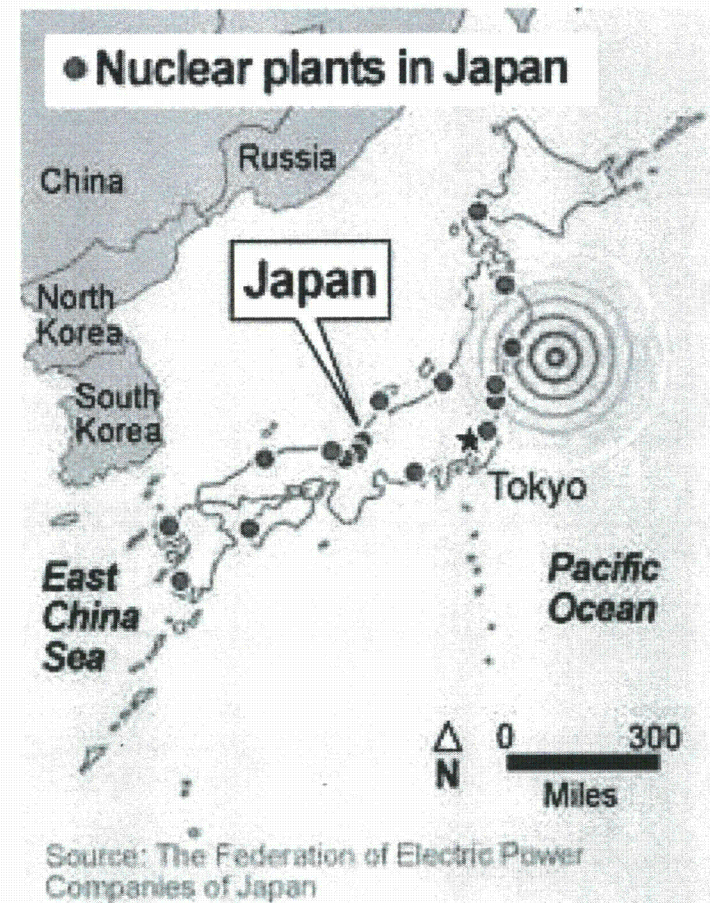 Nuclear plants in Japan
Russia
China
Japan
North
Korea
South
Korea
Tokyo
East
China
Sea
Pacific
Ocean
N
0 300
Miles
Source: The Federation of Electric Power
Companies of Japan